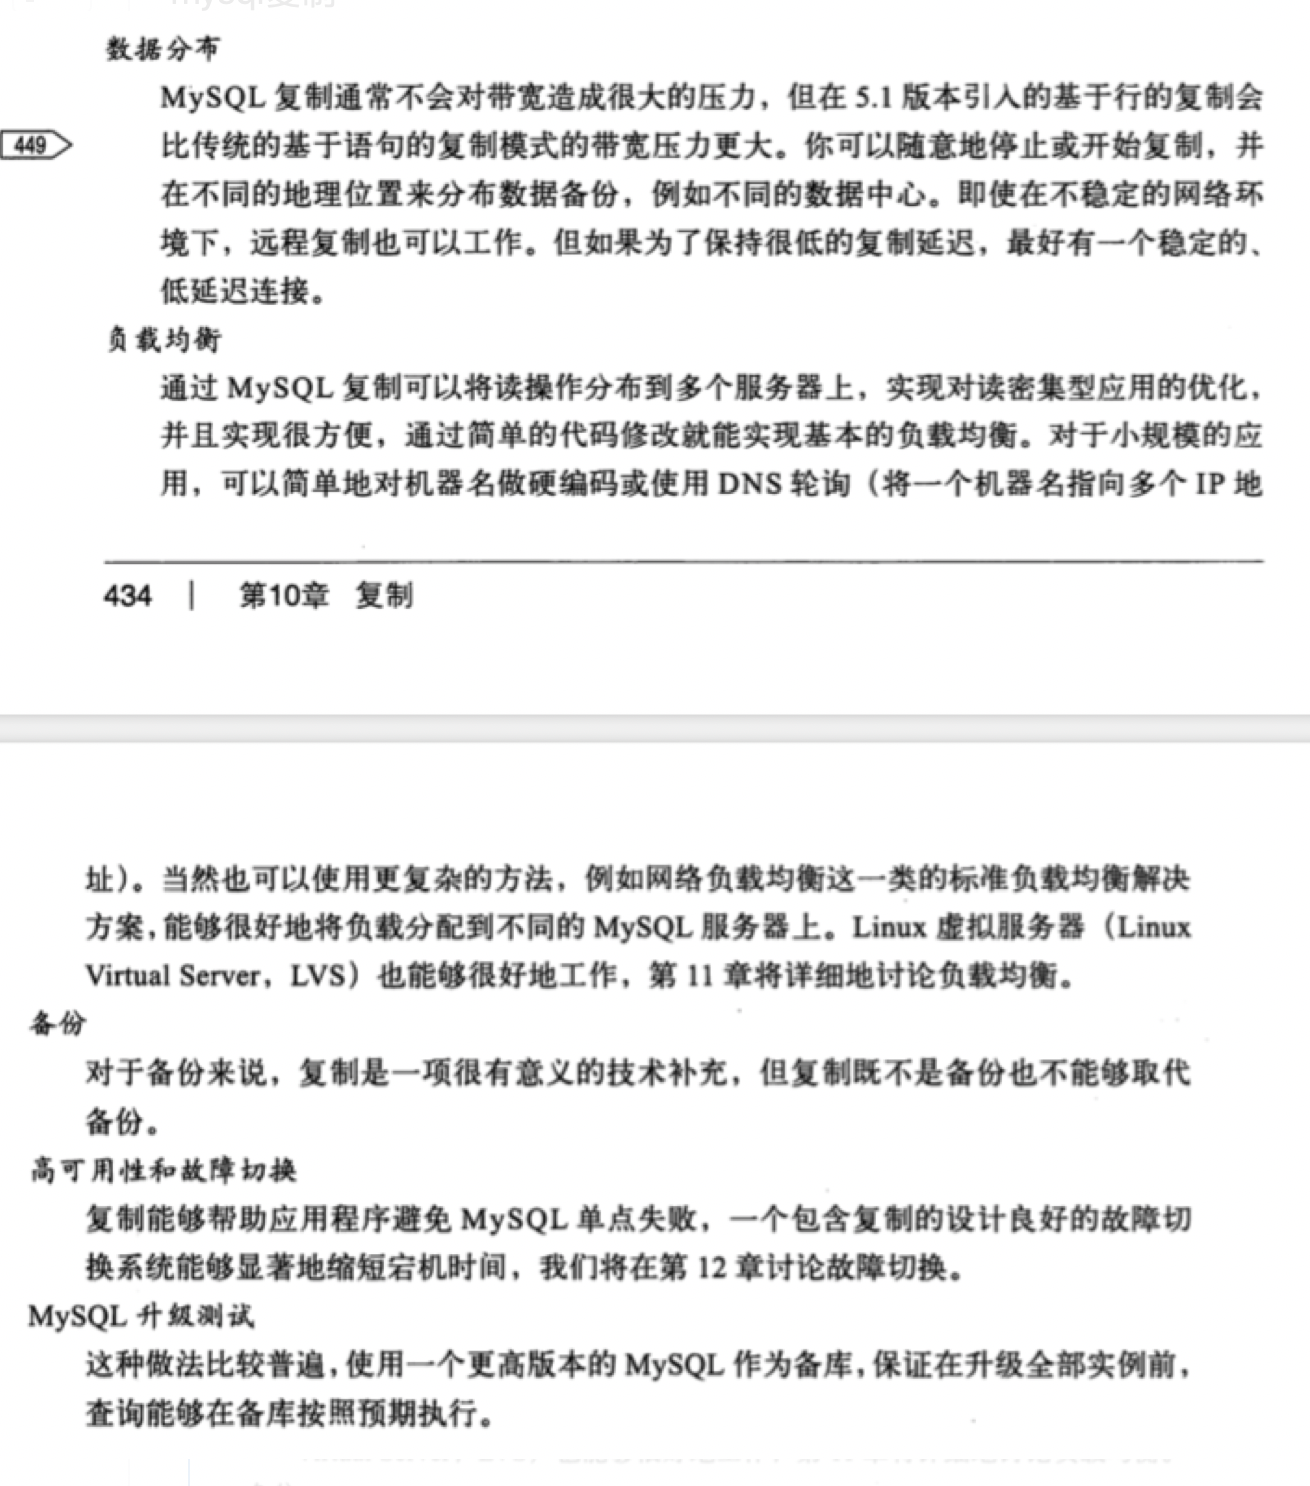 数据分布
MySQL 复制通常不会对带宽造成很大的压力，但在 5.1 版本引入的基于行的复制会
449
比传统的基于语句的复制模式的带宽压力更大。你可以随意地停止或开始复制，并
在不同的地理位置来分布数据备份，例如不同的数据中心。即使在不稳定的网络环
境下，远程复制也可以工作。但如果为了保持很低的复制延迟，最好有一个稳定的、
低延迟连接。
负载均衡
通过 MySQL 复制可以将读操作分布到多个服务器上，实现对读密集型应用的优化，
并且实现很方便，通过简单的代码修改就能实现基本的负载均衡。对于小规模的应
用，可以简单地对机器名做硬编码或使用 DNS 轮询（将一个机器名指向多个 IP 地
434 | 第10章 复制
址）。当然也可以使用更复杂的方法，例如网络负载均衡这一类的标准负载均衡解决
方案，能够很好地将负载分配到不同的 MySQL 服务器上。Linux 虚拟服务器（Linux
Virtual Server，LVS）也能够很好地工作，第 11 章将详细地讨论负载均衡。
备份
对于备份来说，复制是一项很有意义的技术补充，但复制既不是备份也不能够取代
备份。
高可用性和故障切换
复制能够帮助应用程序避免 MySQL 单点失败，一个包含复制的设计良好的故障切
换系统能够显著地缩短宕机时间，我们将在第 12 章讨论故障切换。
MySQL 升级测试
这种做法比较普遍，使用一个更高版本的 MySQL 作为备库，保证在升级全部实例前，
查询能够在备库按照预期执行。